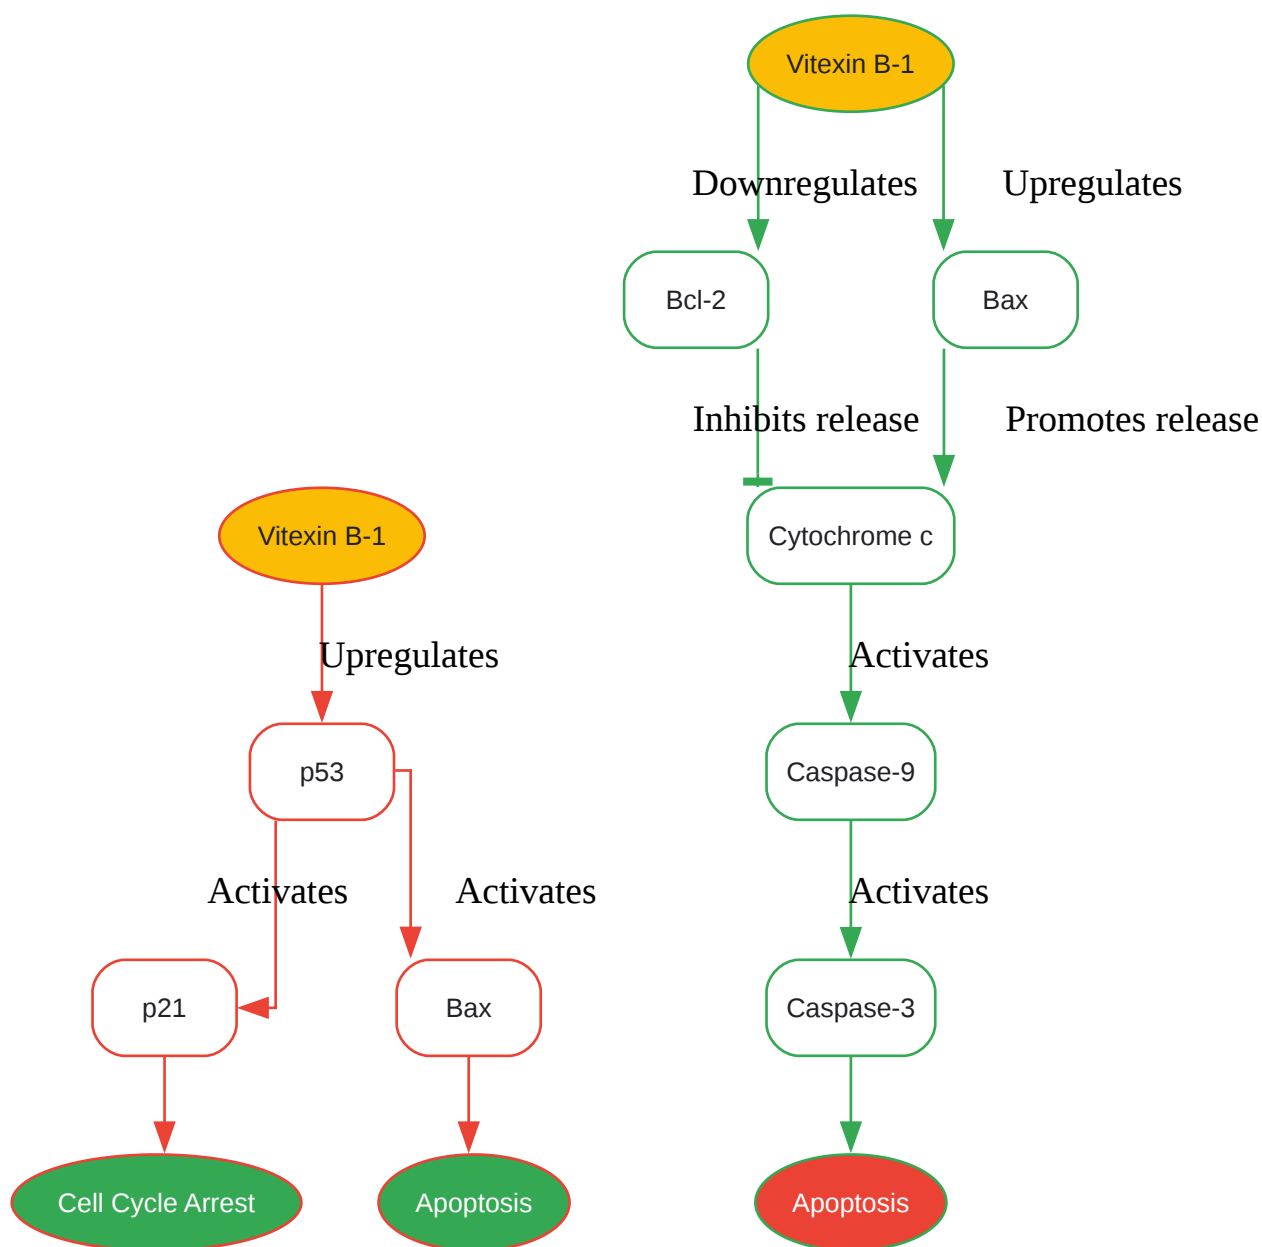 Vitexin B-1
Downregulates
Upregulates
Bcl-2
Bax
Inhibits release
Promotes release
Vitexin B-1
Cytochrome c
Upregulates
Activates
p53
Caspase-9
Activates
Activates
Activates
p21
Bax
Caspase-3
Cell Cycle Arrest
Apoptosis
Apoptosis